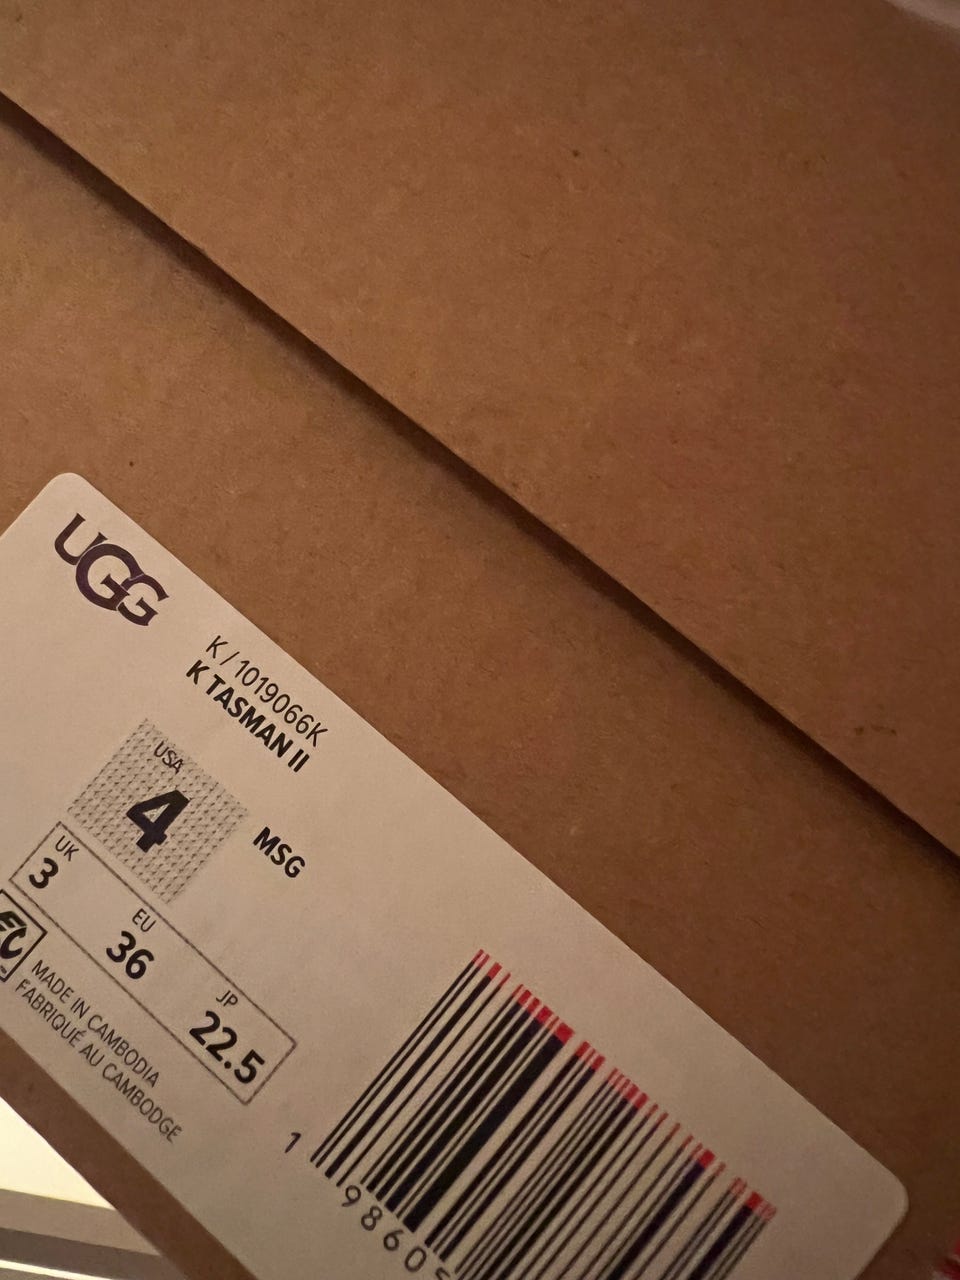 UGG
K / 1019066K
K TASMAN II
USA
4
MSG
UK
3
EU
36
JP
22.5
MADE IN CAMBODIA
FABRIQUÉ AU CAMBODGE
1 9860